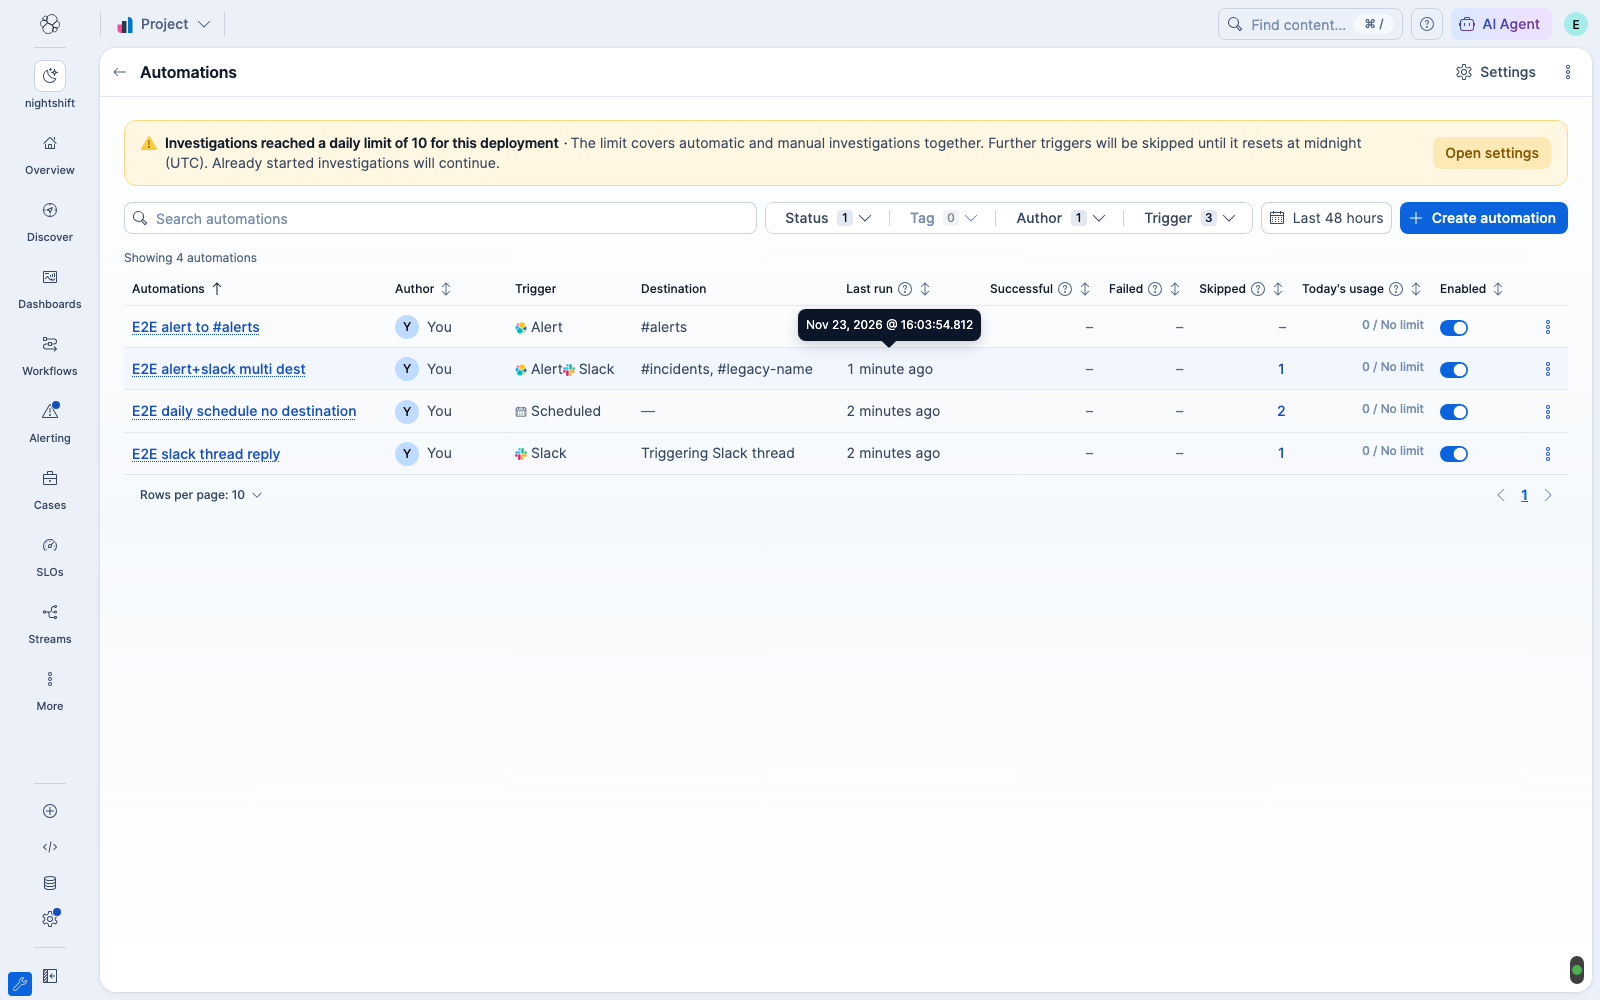 Project
Find content... ⌘ /
AI Agent
E
nightshift
Overview
Discover
Dashboards
Workflows
Alerting
Cases
SLOs
Streams
More
Automations
Settings
Investigations reached a daily limit of 10 for this deployment · The limit covers automatic and manual investigations together. Further triggers will be skipped until it resets at midnight
(UTC). Already started investigations will continue.
Open settings
Search automations
Status 1 Tag 0 Author 1 Trigger 3
Last 48 hours
Create automation
Showing 4 automations
Automations Author Trigger Destination Last run Successful Failed Skipped Today's usage Enabled
E2E alert to #alerts Y You Alert #alerts – – – 0 / No limit
Nov 23, 2026 @ 16:03:54.812
E2E alert+slack multi dest Y You Alert Slack #incidents, #legacy-name 1 minute ago – – 1 0 / No limit
E2E daily schedule no destination Y You Scheduled — 2 minutes ago – – 2 0 / No limit
E2E slack thread reply Y You Slack Triggering Slack thread 2 minutes ago – – 1 0 / No limit
Rows per page: 10
1